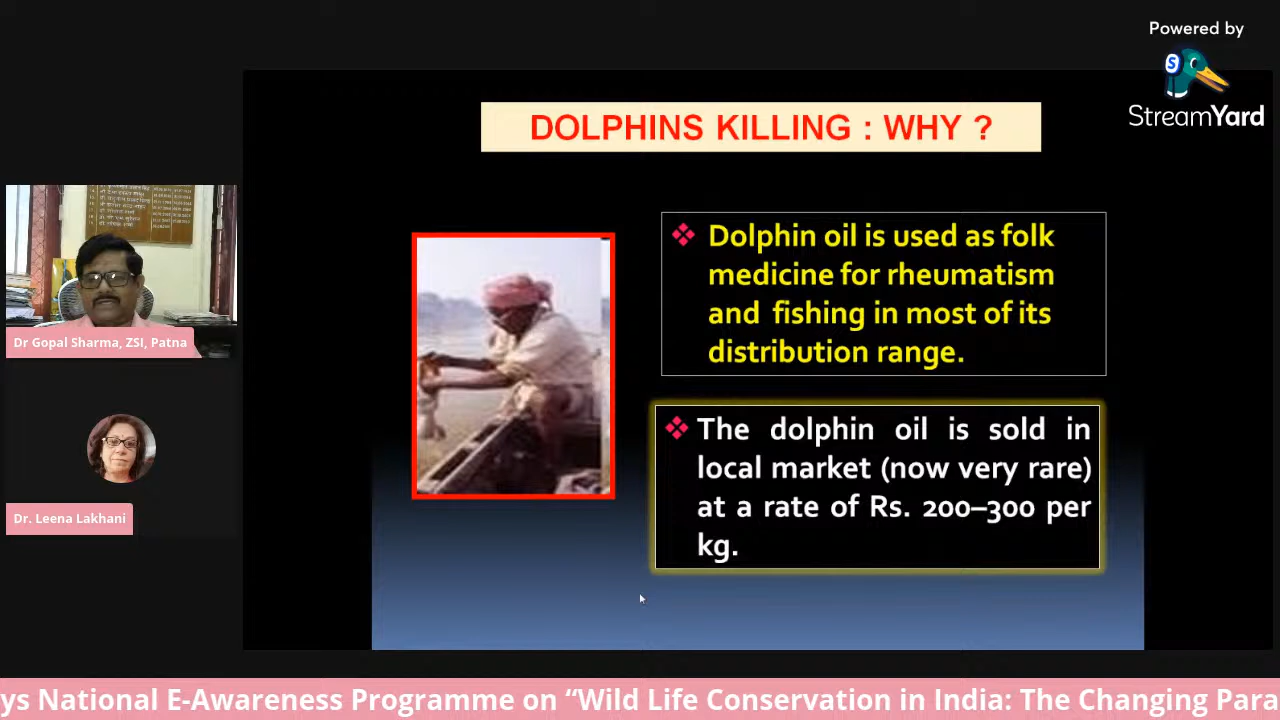 Powered by
S
StreamYard
DOLPHINS KILLING : WHY ?
Dolphin oil is used as folk
medicine for rheumatism
and fishing in most of its
distribution range.
The dolphin oil is sold in
local market (now very rare)
at a rate of Rs. 200–300 per
kg.
Dr Gopal Sharma, ZSI, Patna
Dr. Leena Lakhani
ys National E-Awareness Programme on “Wild Life Conservation in India: The Changing Para